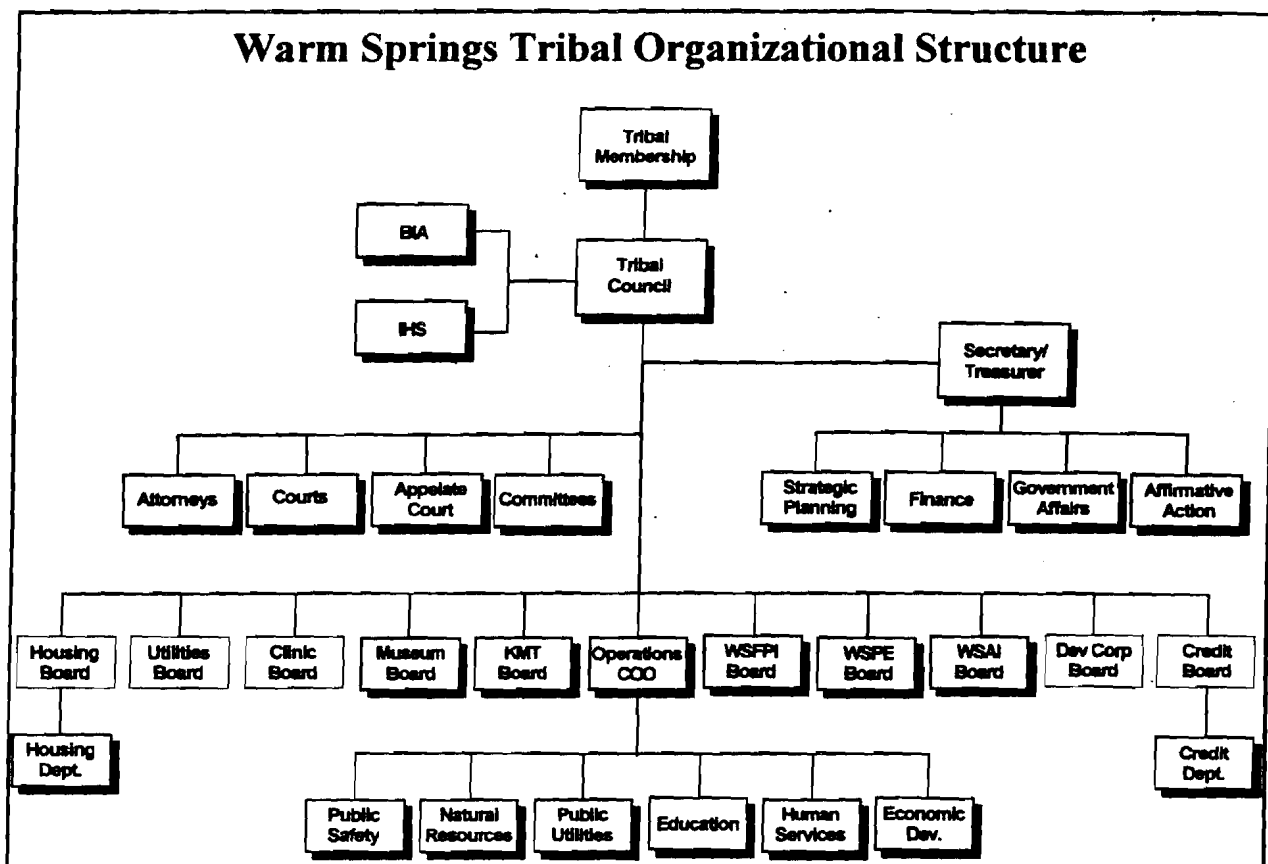 Warm Springs Tribal Organizational Structure
Tribal
Membership
BIA
Tribal
Council
IHS
Secretary/
Treasurer
Attorneys
Courts
Appelate
Court
Committees
Strategic
Planning
Finance
Government
Affairs
Affirmative
Action
Housing
Board
Utilities
Board
Clinic
Board
Museum
Board
KMT
Board
Operations
COO
WSFPI
Board
WSPE
Board
WSAI
Board
Dev Corp
Board
Credit
Board
Housing
Dept.
Credit
Dept.
Public
Safety
Natural
Resources
Public
Utilities
Education
Human
Services
Economic
Dev.